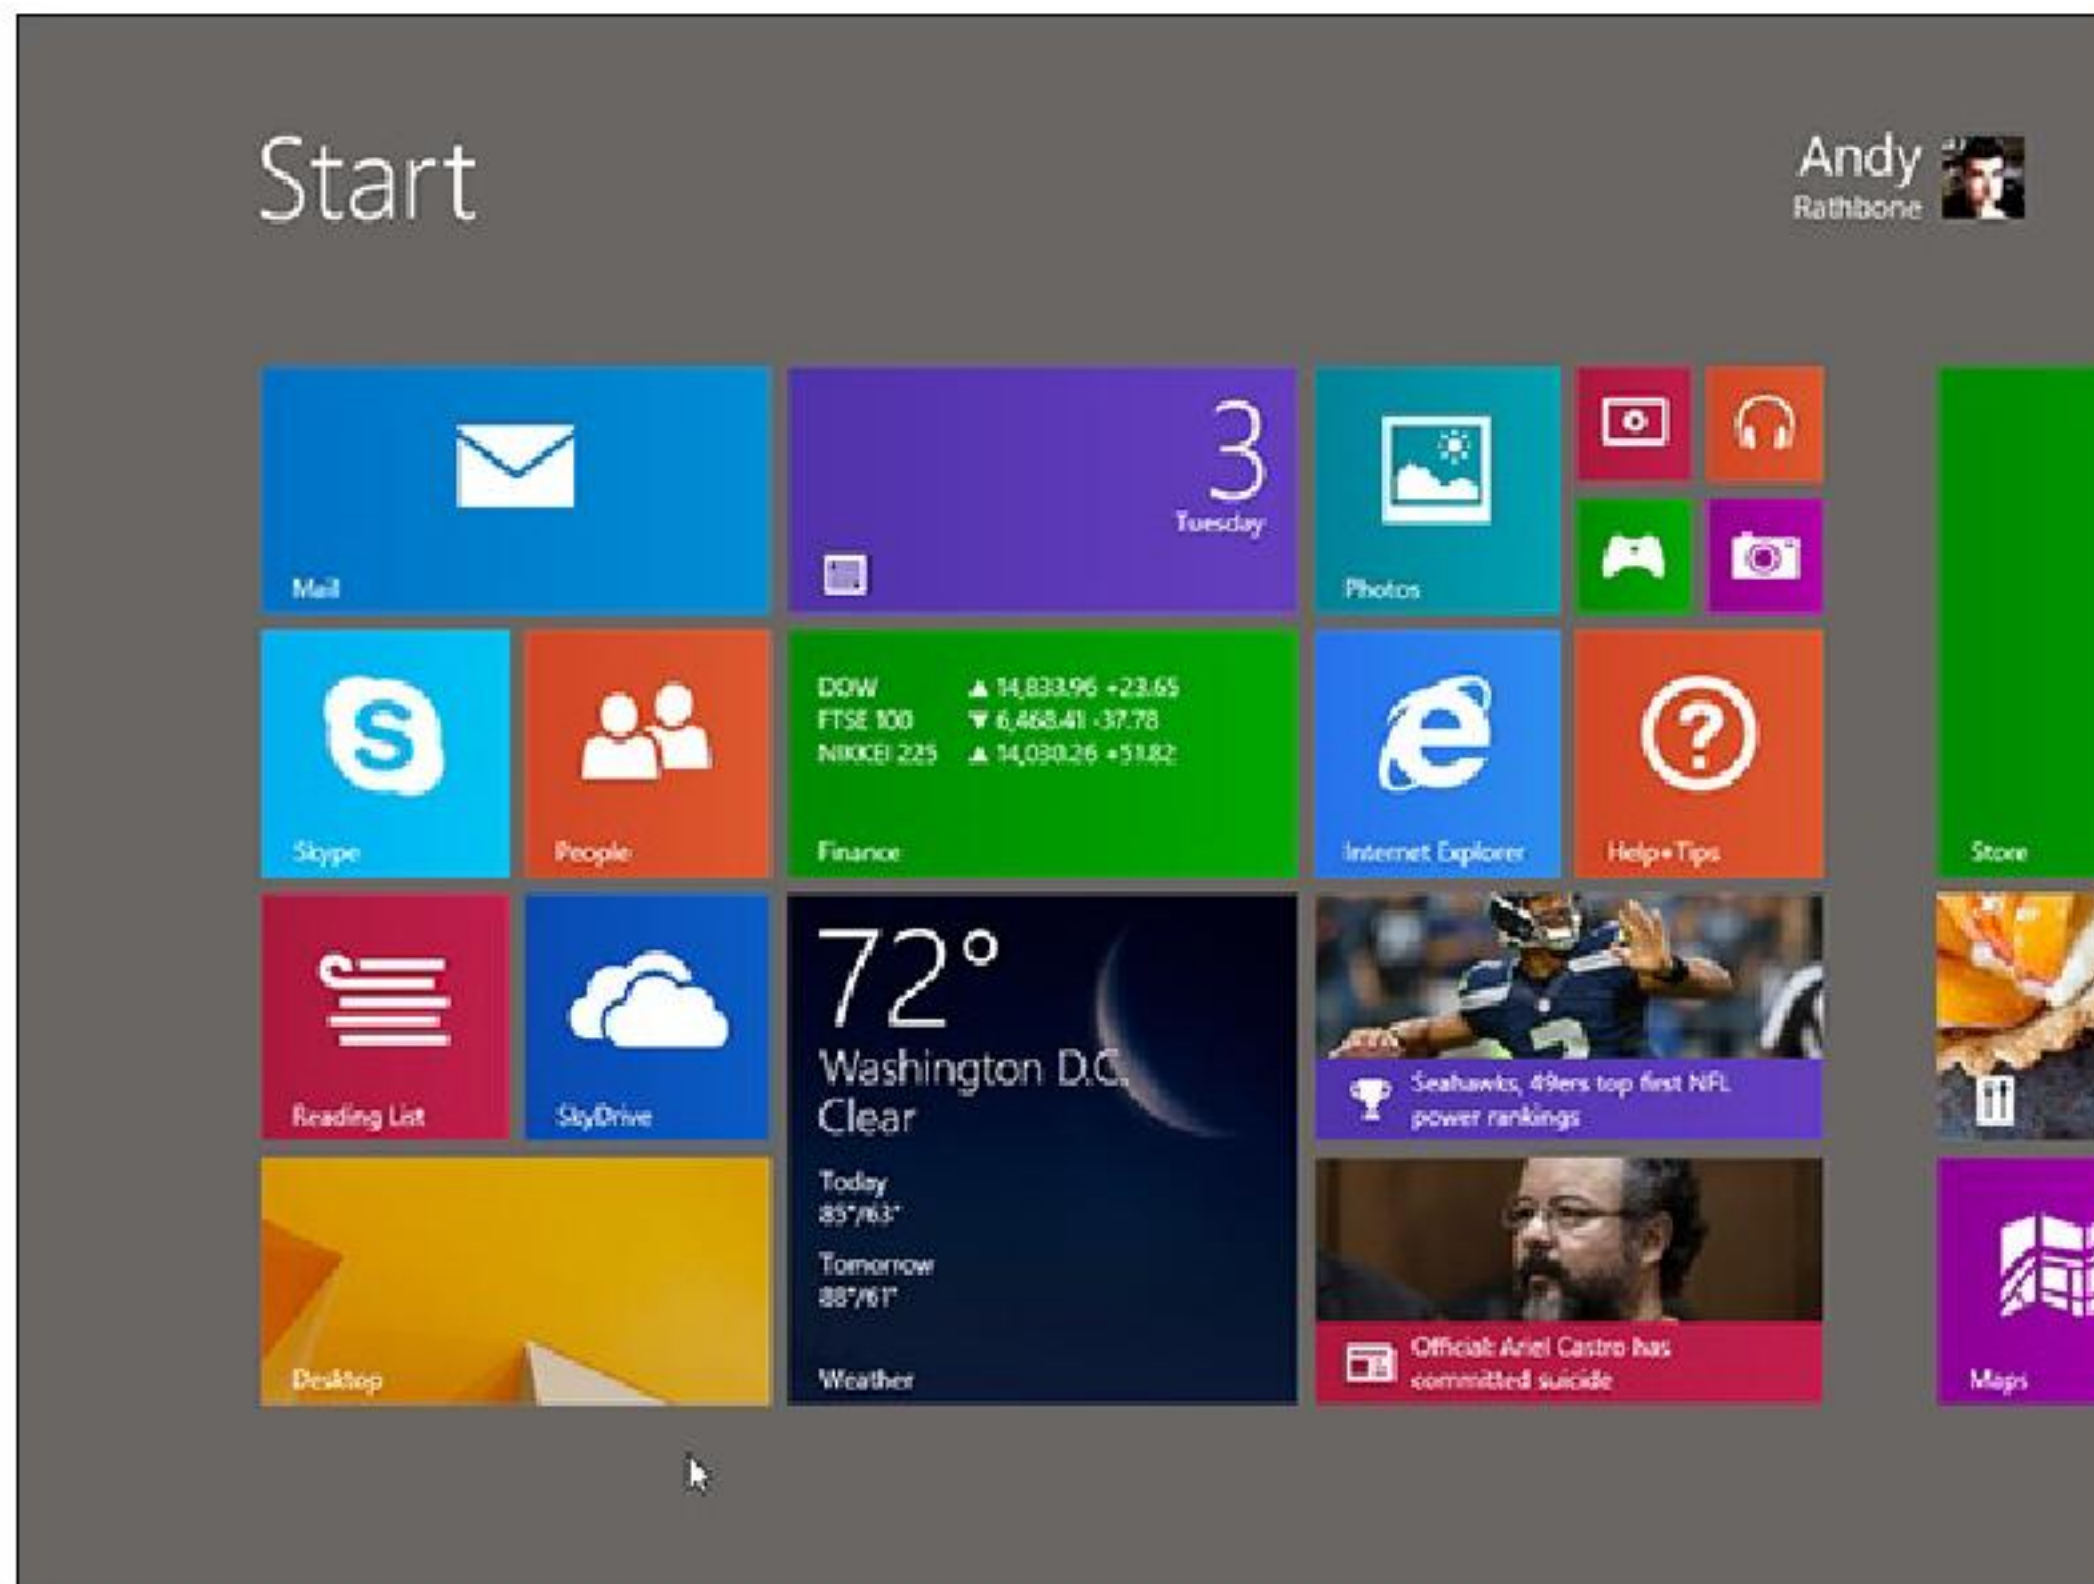 Start
Andy
Rathbone
Mail
3
Tuesday
Photos
Skype
People
DOW ▲ 14,833.96 +23.65
FTSE 100 ▼ 6,468.41 -37.78
NIKKEI 225 ▲ 14,030.26 +51.82
Finance
Internet Explorer
Help+Tips
Store
Reading List
SkyDrive
72°
Washington D.C.
Clear
Today
85°/63°
Tomorrow
88°/61°
Weather
Seahawks, 49ers top first NFL
power rankings
Desktop
Official: Ariel Castro has
committed suicide
Maps